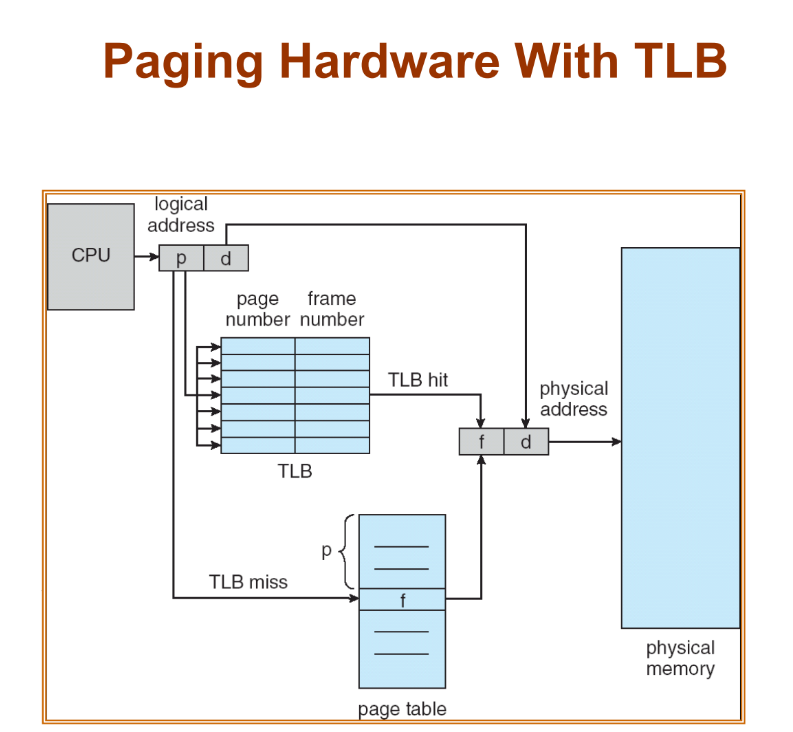 Paging Hardware With TLB
logical
address
CPU
p
d
page
number
frame
number
TLB hit
physical
address
f
d
TLB
p
TLB miss
f
physical
memory
page table